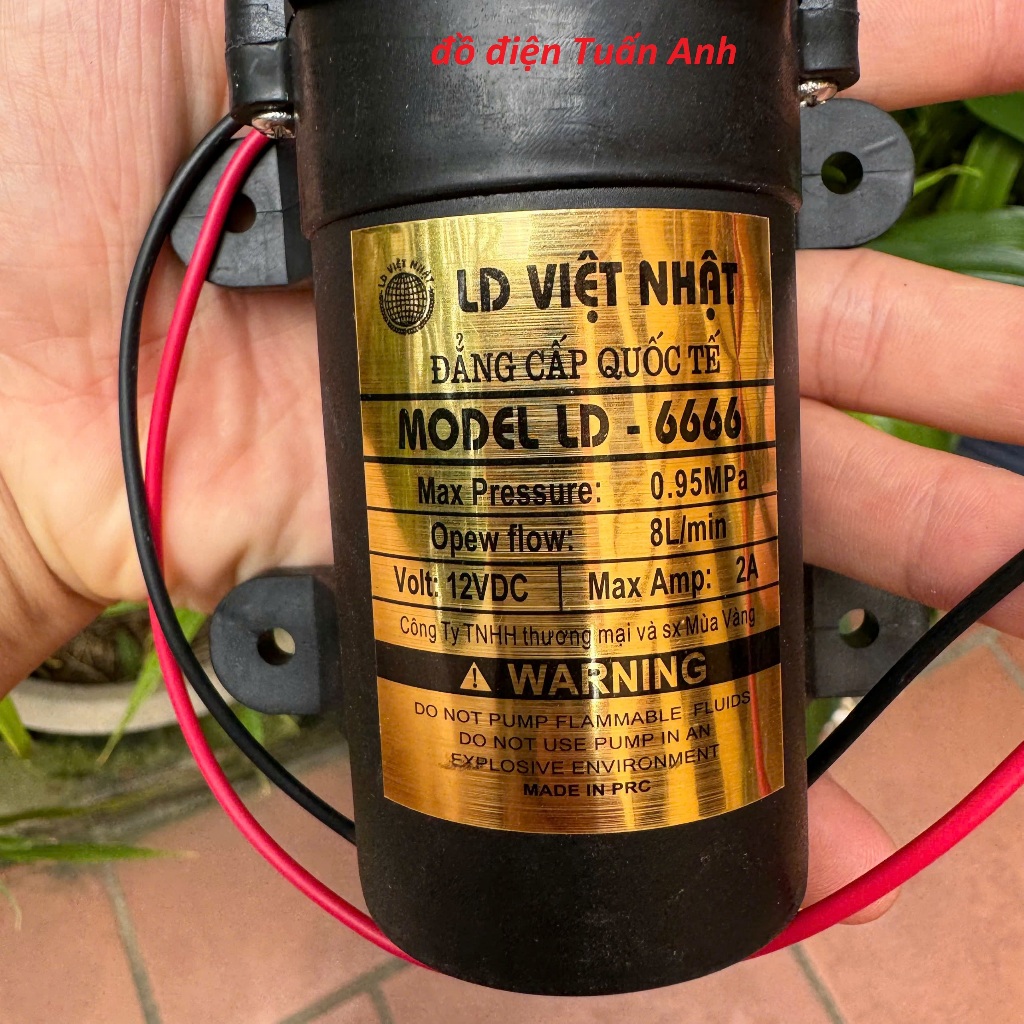 đồ điện Tuấn Anh
LD VIỆT NHẬT
LD VIỆT NHẬT
ĐẲNG CẤP QUỐC TẾ
MODEL LD - 6666
Max Pressure: 0.95MPa
Opew flow: 8L/min
Volt: 12VDC Max Amp: 2A
Công Ty TNHH thương mại và sx Mùa Vàng
WARNING
DO NOT PUMP FLAMMABLE FLUIDS
DO NOT USE PUMP IN AN
EXPLOSIVE ENVIRONMENT
MADE IN PRC